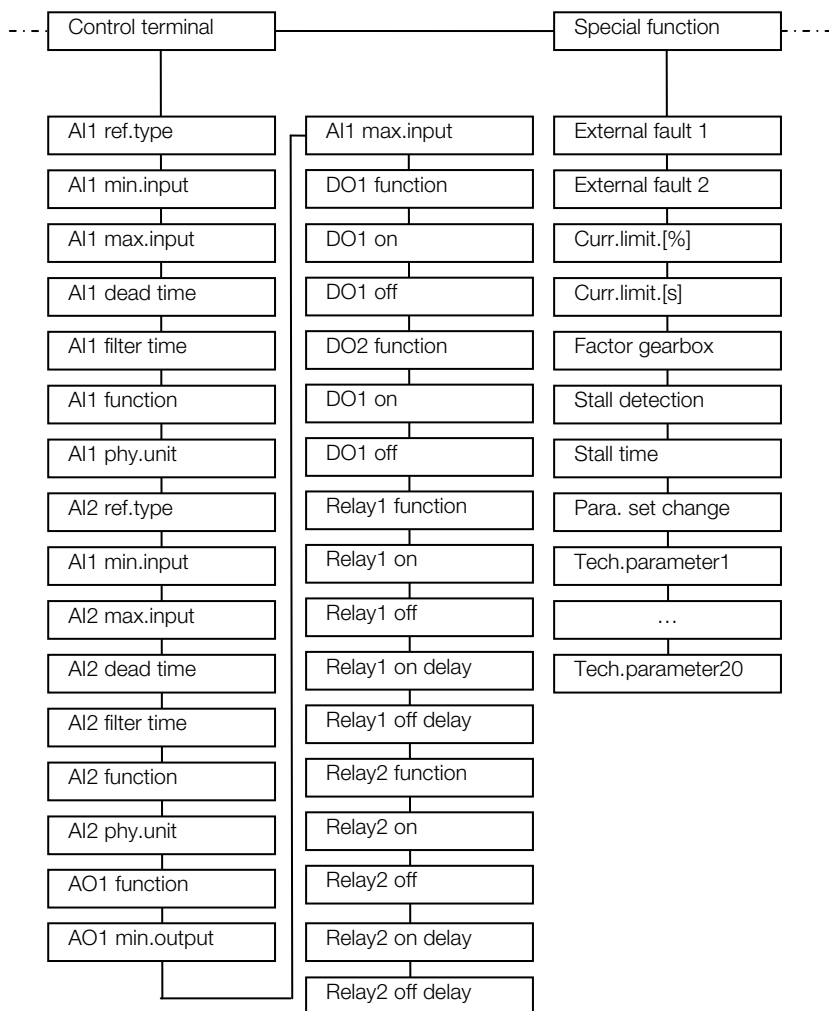 Control terminal
Special function
AI1 ref.type
AI1 min.input
AI1 max.input
AI1 dead time
AI1 filter time
AI1 function
AI1 phy.unit
AI2 ref.type
AI1 min.input
AI2 max.input
AI2 dead time
AI2 filter time
AI2 function
AI2 phy.unit
AO1 function
AO1 min.output
AI1 max.input
DO1 function
DO1 on
DO1 off
DO2 function
DO1 on
DO1 off
Relay1 function
Relay1 on
Relay1 off
Relay1 on delay
Relay1 off delay
Relay2 function
Relay2 on
Relay2 off
Relay2 on delay
Relay2 off delay
External fault 1
External fault 2
Curr.limit.[%]
Curr.limit.[s]
Factor gearbox
Stall detection
Stall time
Para. set change
Tech.parameter1
…
Tech.parameter20